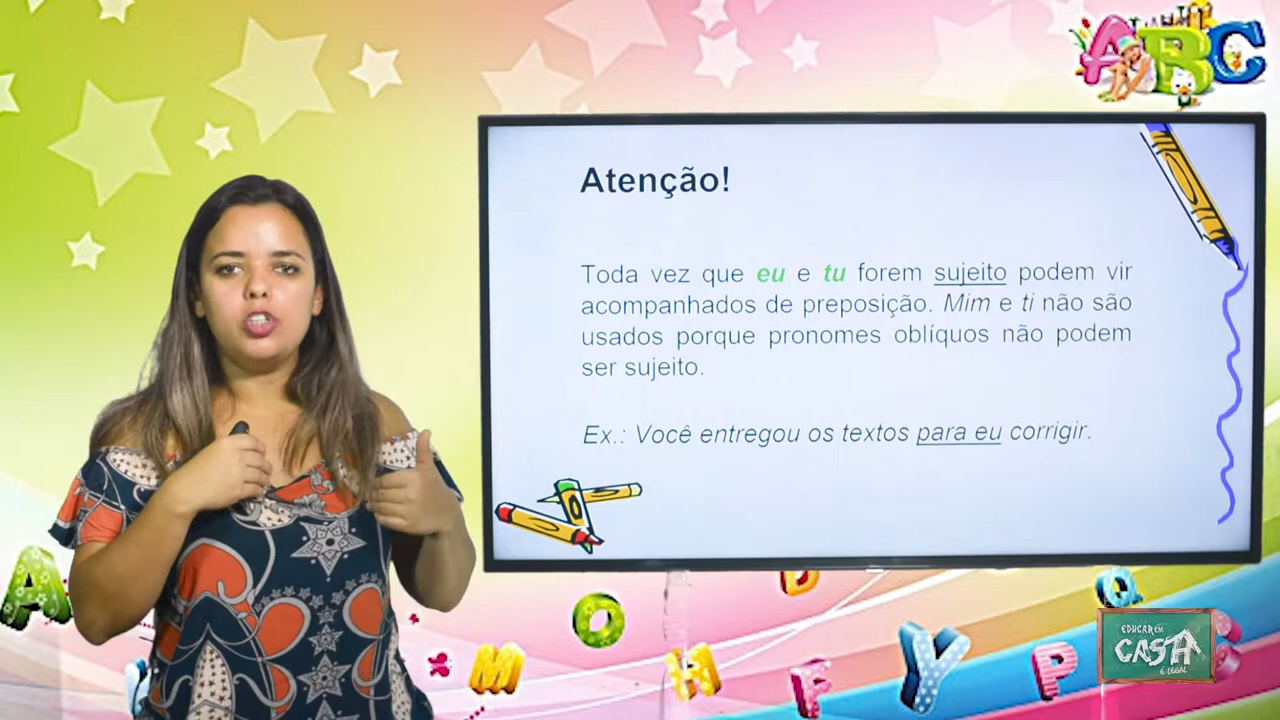 ABC
Atenção!
Toda vez que eu e tu forem sujeito podem vir
acompanhados de preposição. Mim e ti não são
usados porque pronomes oblíquos não podem
ser sujeito.
Ex.: Você entregou os textos para eu corrigir.
A
O
D
Q
M
H
F
Y
P
EDUCAR EM
CASA
É LEGAL